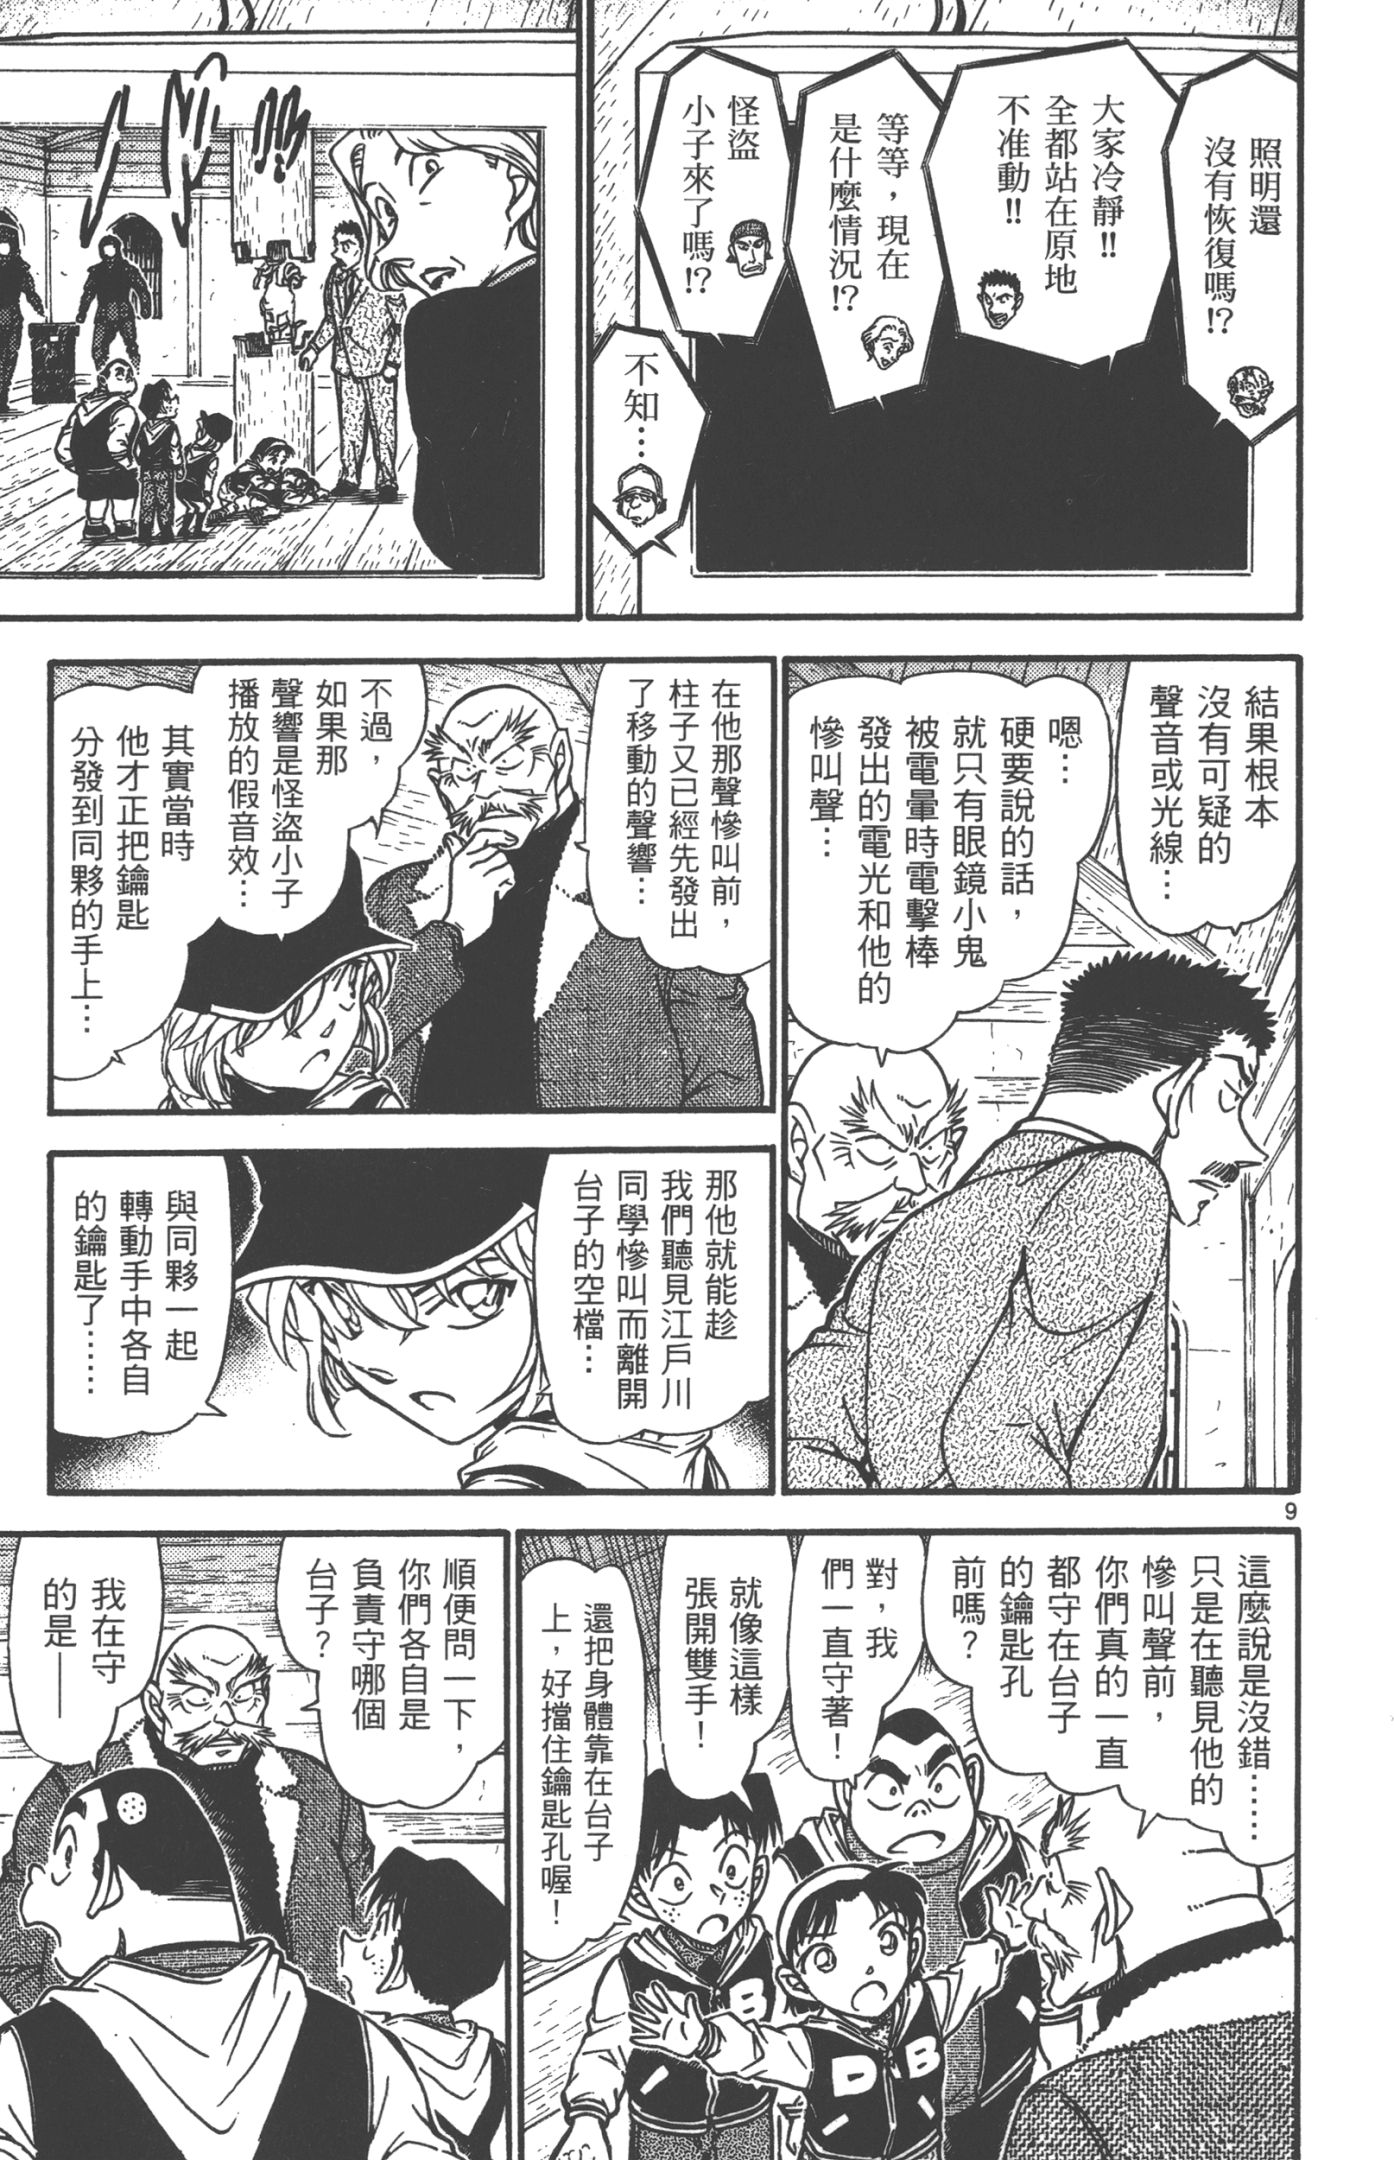 照明還
沒有恢復嗎!?
大家冷靜!!
全都站在原地
不准動!!
等等，現在
是什麼情況!?
怪盜
小子來了嗎!?
不知…
結果根本
沒有可疑的
聲音或光線…
嗯…
硬要說的話，
就只有眼鏡小鬼
被電暈時電擊棒
發出的電光和他的
慘叫聲…
在他那聲慘叫前，
柱子又已經先發出
了移動的聲響…
不過，
如果那
聲響是怪盜小子
播放的假音效…
其實當時
他才正把鑰匙
分發到同夥的手上…
那他就能趁
我們聽見江戶川
同學慘叫而離開
台子的空檔…
與同夥一起
轉動手中各自
的鑰匙了……
9
這麼說是沒錯……
只是在聽見他的
慘叫聲前，
你們真的一直
都守在台子
的鑰匙孔
前嗎？
對，我
們一直守著！
就像這樣
張開雙手！
還把身體靠在台子
上，好擋住鑰匙孔喔！
D B
順便問一下，
你們各自是
負責守哪個
台子？
我在守
的是——